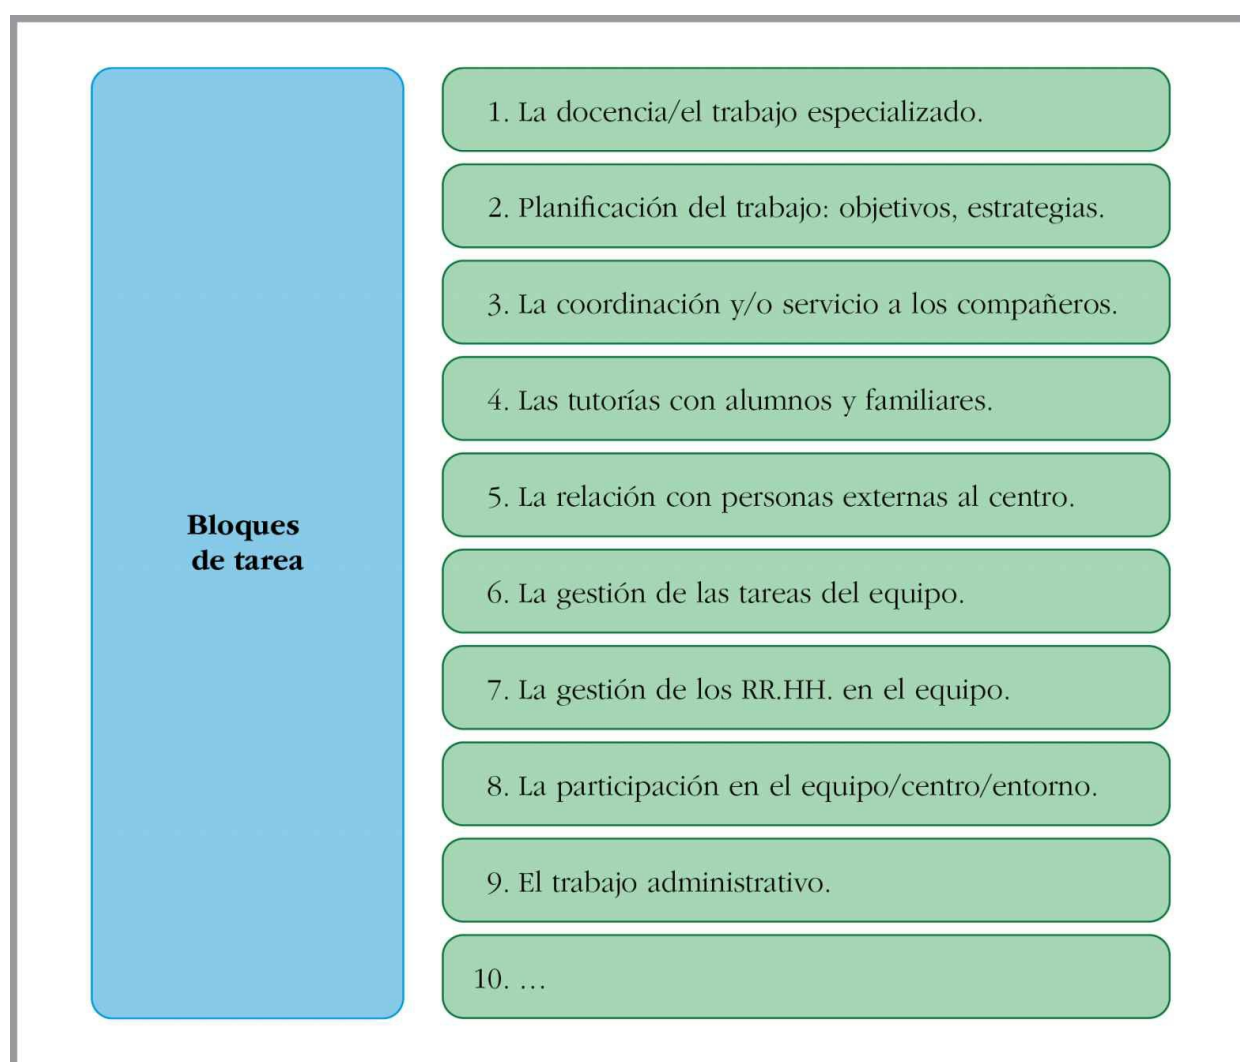 Bloques
de tarea
1. La docencia/el trabajo especializado.
2. Planificación del trabajo: objetivos, estrategias.
3. La coordinación y/o servicio a los compañeros.
4. Las tutorías con alumnos y familiares.
5. La relación con personas externas al centro.
6. La gestión de las tareas del equipo.
7. La gestión de los RR.HH. en el equipo.
8. La participación en el equipo/centro/entorno.
9. El trabajo administrativo.
10. …